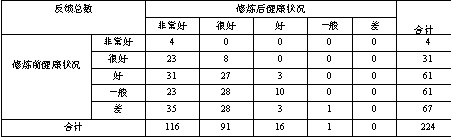 反馈总数 修炼后健康状况
非常好 很好 好 一般 差 合计
修炼前健康状况 非常好 4 0 0 0 0 4
很好 23 8 0 0 0 31
好 31 27 3 0 0 61
一般 23 28 10 0 0 61
差 35 28 3 1 0 67
合计 116 91 16 1 0 224